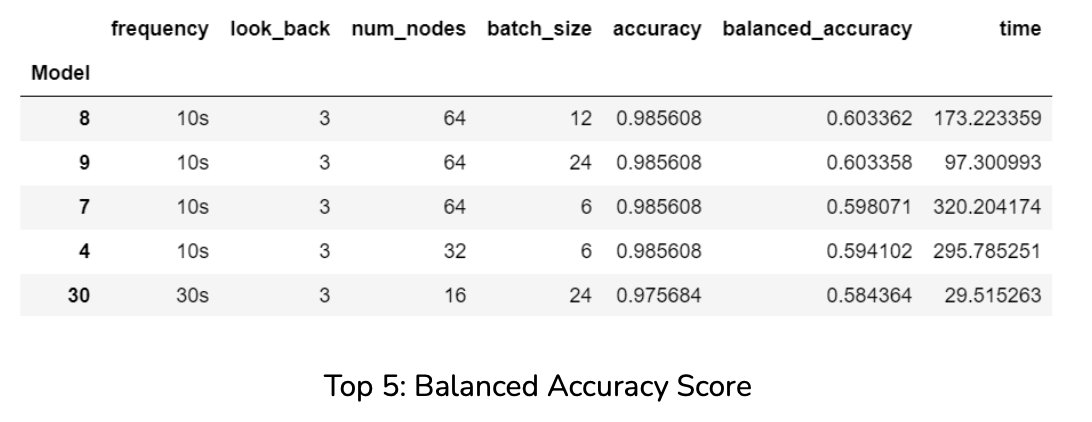 frequency look_back num_nodes batch_size accuracy balanced_accuracy time
Model
8 10s 3 64 12 0.985608 0.603362 173.223359
9 10s 3 64 24 0.985608 0.603358 97.300993
7 10s 3 64 6 0.985608 0.598071 320.204174
4 10s 3 32 6 0.985608 0.594102 295.785251
30 30s 3 16 24 0.975684 0.584364 29.515263
Top 5: Balanced Accuracy Score